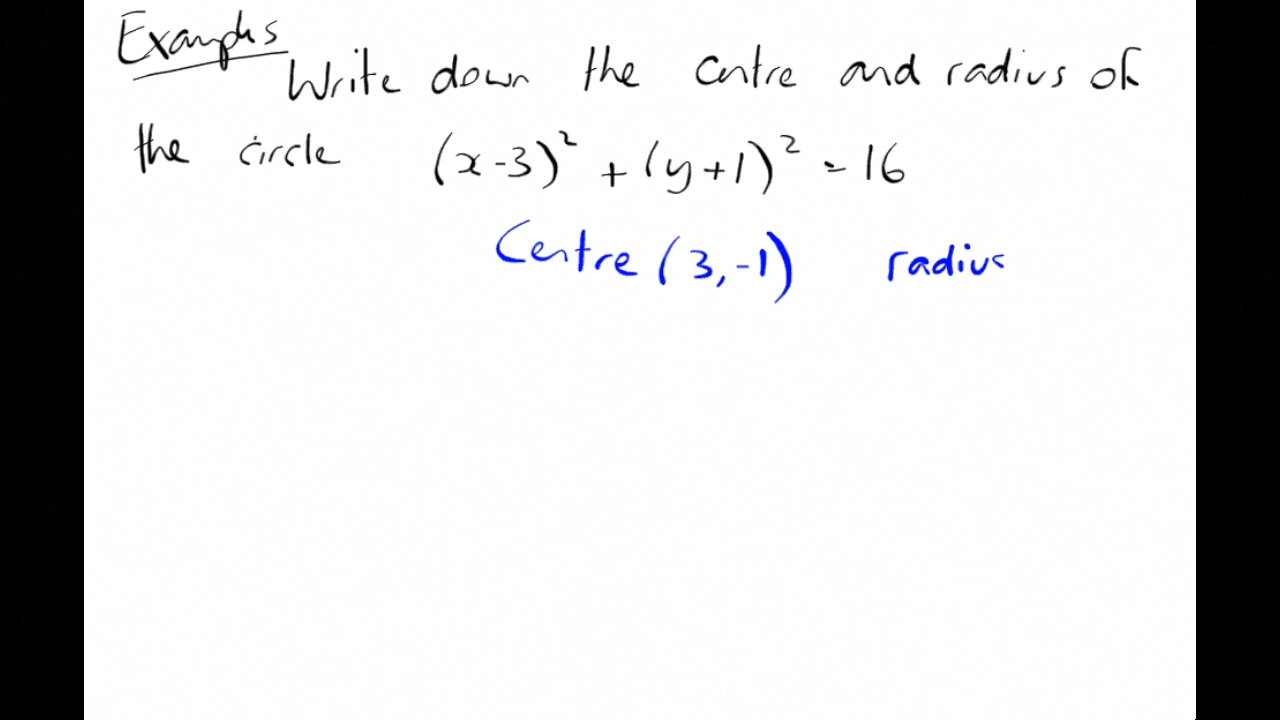 Examples
Write down the centre and radius of
the circle (x-3)² + (y+1)² = 16
Centre (3,-1) radius